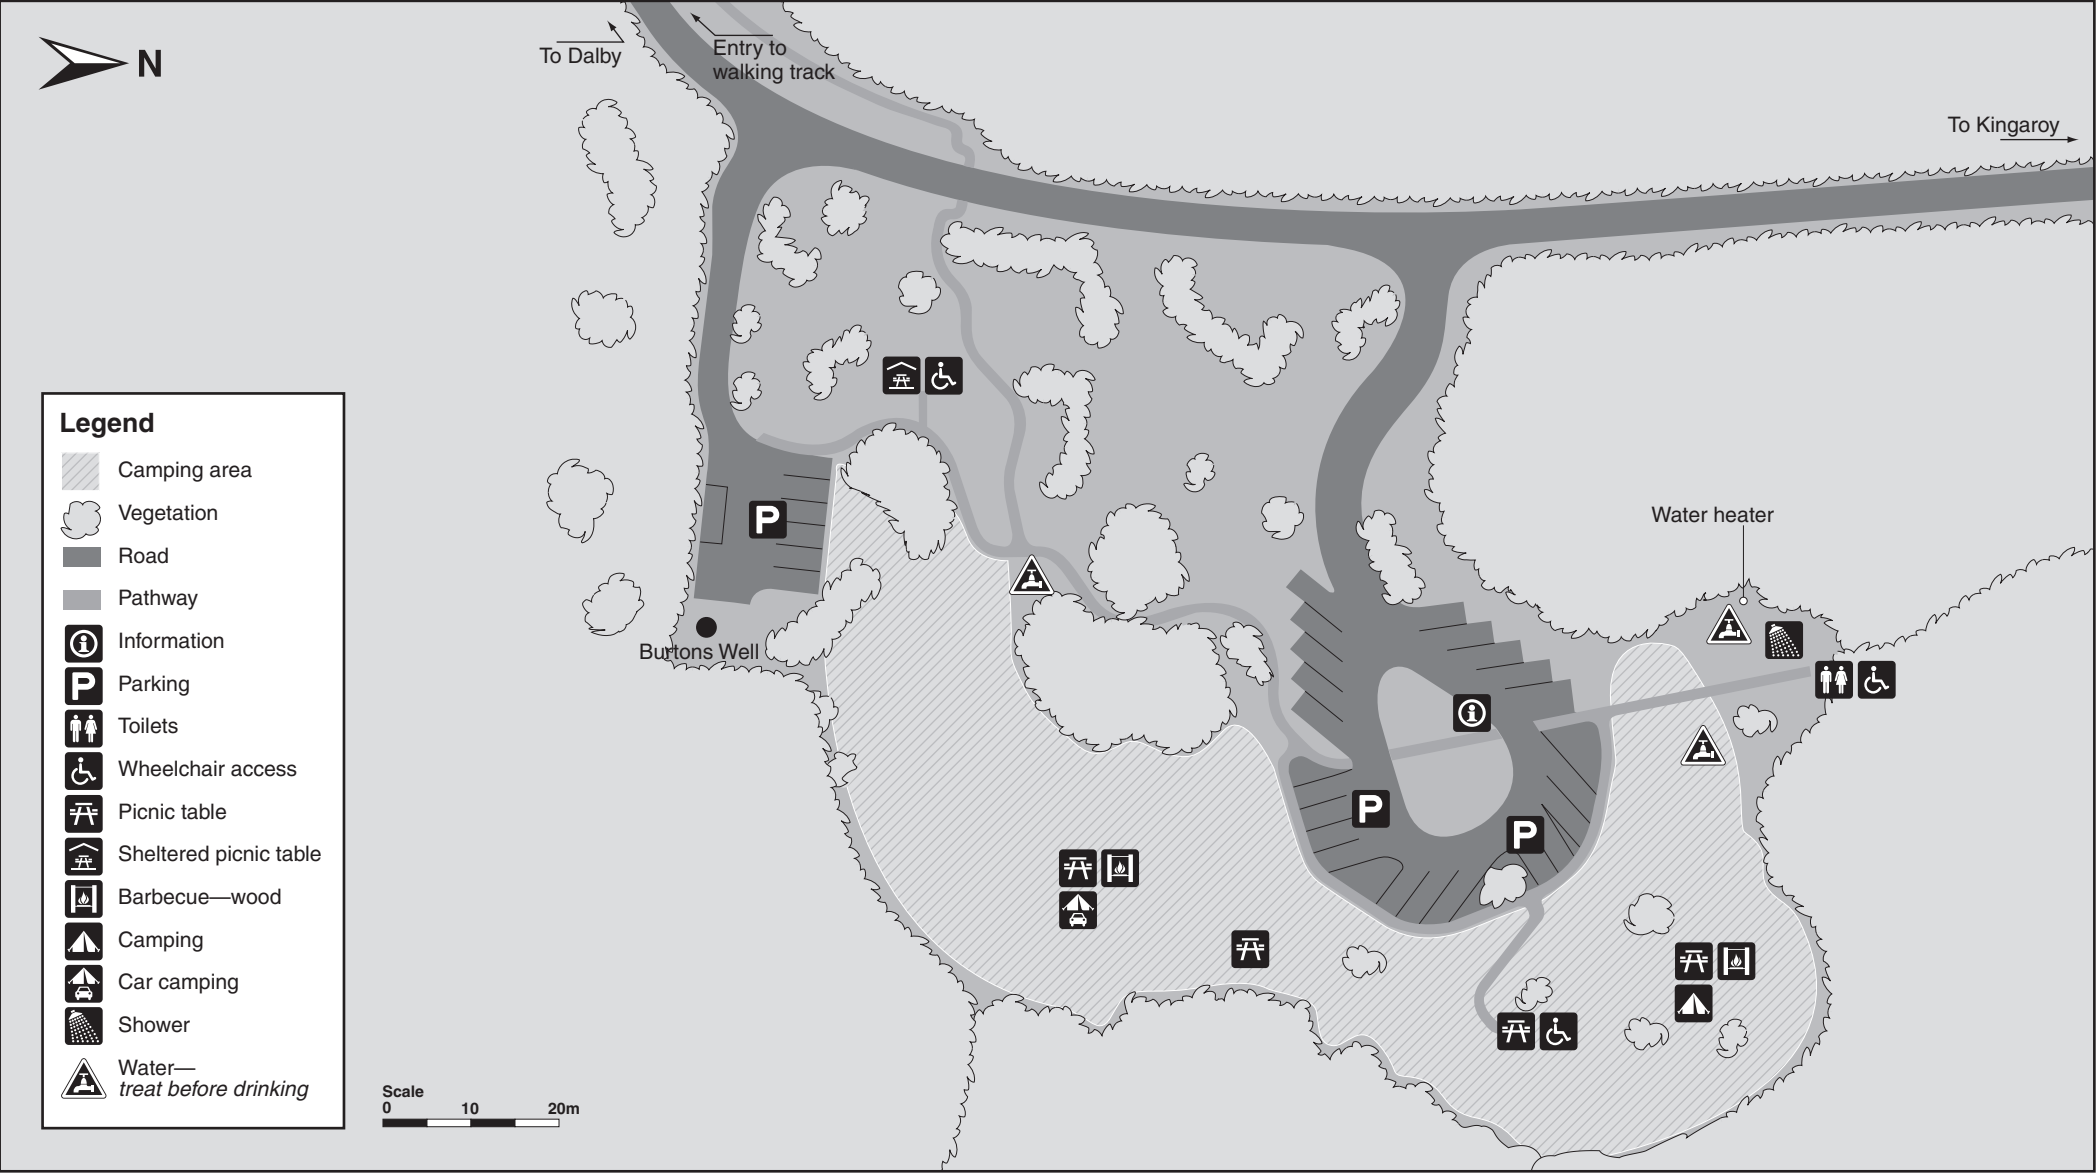 N
To Dalby
Entry to
walking track
To Kingaroy
Water heater
Burtons Well
Legend
Camping area
Vegetation
Road
Pathway
Information
P
Parking
Toilets
Wheelchair access
Picnic table
Sheltered picnic table
Barbecue—wood
Camping
Car camping
Shower
Water—
treat before drinking
Scale
0 10 20m
P
P
P